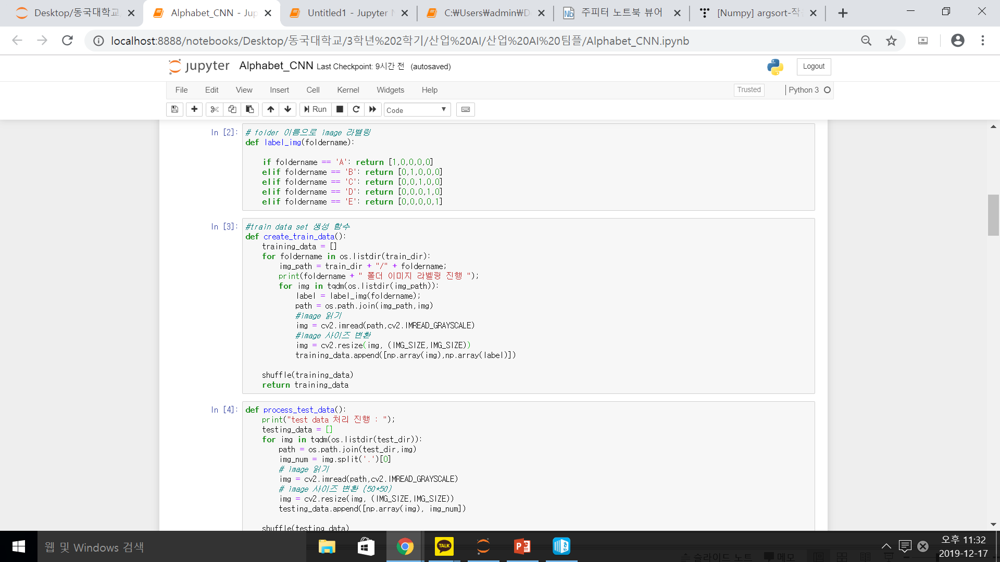 Desktop/동국대학교
Alphabet_CNN - Jup
Untitled1 - Jupyter N
C:₩Users₩admin₩D
주피터 노트북 뷰어
[Numpy] argsort-작
localhost:8888/notebooks/Desktop/동국대학교/3학년%202학기/산업%20AI/산업%20AI%20팀플/Alphabet_CNN.ipynb
jupyter Alphabet_CNN Last Checkpoint: 9시간 전 (autosaved)
Logout
File Edit View Insert Cell Kernel Widgets Help
Trusted
Python 3
Run
Code
In [2]:
# folder 이름으로 image 라벨링
def label_img(foldername):
if foldername == 'A': return [1,0,0,0,0]
elif foldername == 'B': return [0,1,0,0,0]
elif foldername == 'C': return [0,0,1,0,0]
elif foldername == 'D': return [0,0,0,1,0]
elif foldername == 'E': return [0,0,0,0,1]
In [3]:
#train data set 생성 함수
def create_train_data():
training_data = []
for foldername in os.listdir(train_dir):
img_path = train_dir + "/" + foldername;
print(foldername + " 폴더 이미지 라벨링 진행 ");
for img in tqdm(os.listdir(img_path)):
label = label_img(foldername);
path = os.path.join(img_path,img)
#image 읽기
img = cv2.imread(path,cv2.IMREAD_GRAYSCALE)
#image 사이즈 변환
img = cv2.resize(img, (IMG_SIZE,IMG_SIZE))
training_data.append([np.array(img),np.array(label)])
shuffle(training_data)
return training_data
In [4]:
def process_test_data():
print("test data 처리 진행 : ");
testing_data = []
for img in tqdm(os.listdir(test_dir)):
path = os.path.join(test_dir,img)
img_num = img.split('.')[0]
# image 읽기
img = cv2.imread(path,cv2.IMREAD_GRAYSCALE)
# image 사이즈 변환 (50*50)
img = cv2.resize(img, (IMG_SIZE,IMG_SIZE))
testing_data.append([np.array(img), img_num])
shuffle(testing_data)
웹 및 Windows 검색
TALK
슬라이드 노트
메모
오후 11:32
2019-12-17